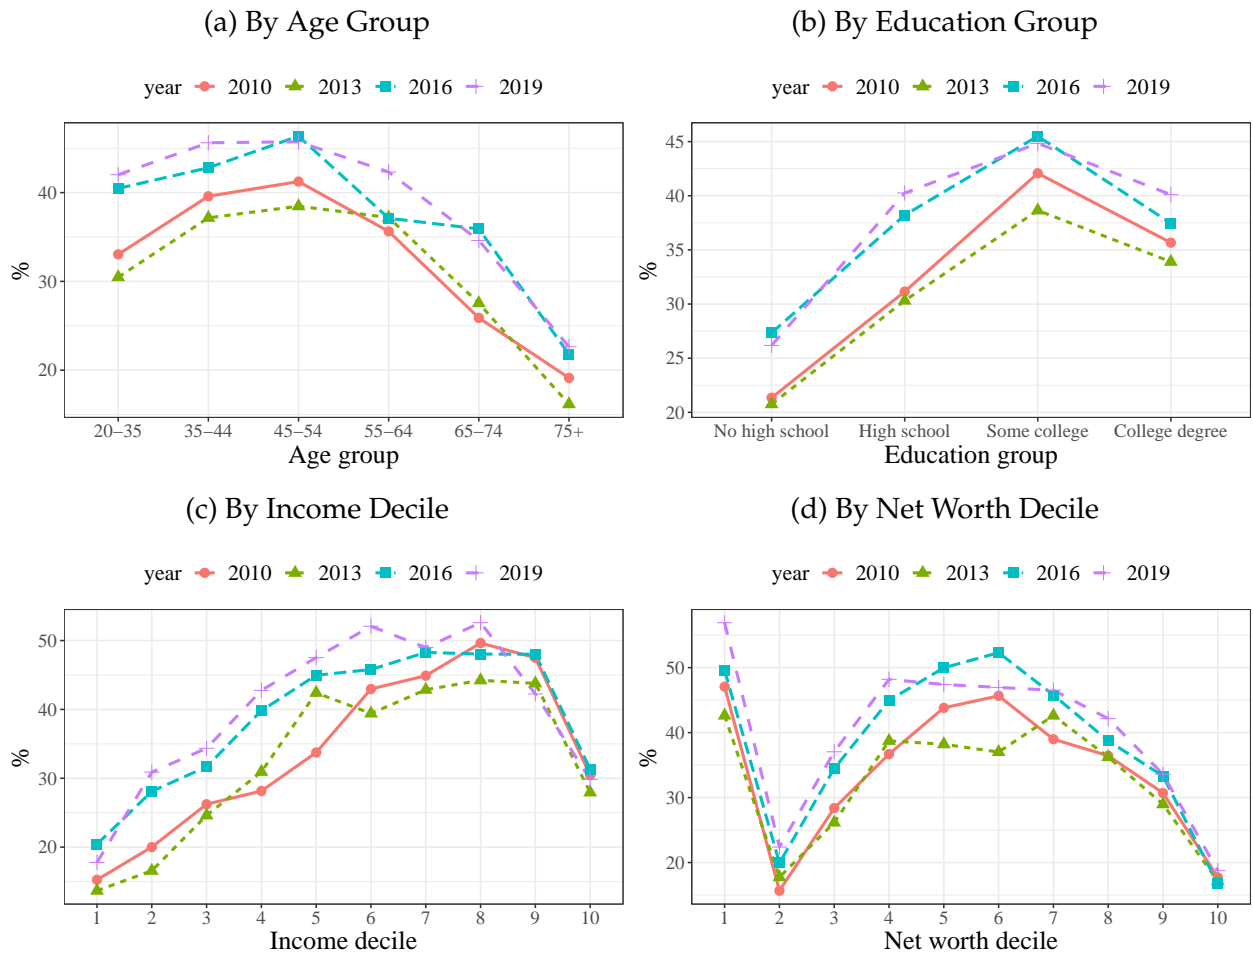 (a) By Age Group
year 2010 2013 2016 2019
40
30
20
%
20–35 35–44 45–54 55–64 65–74 75+
Age group
(b) By Education Group
year 2010 2013 2016 2019
45
40
35
30
25
20
%
No high school High school Some college College degree
Education group
(c) By Income Decile
year 2010 2013 2016 2019
50
40
30
20
%
1 2 3 4 5 6 7 8 9 10
Income decile
(d) By Net Worth Decile
year 2010 2013 2016 2019
50
40
30
20
%
1 2 3 4 5 6 7 8 9 10
Net worth decile